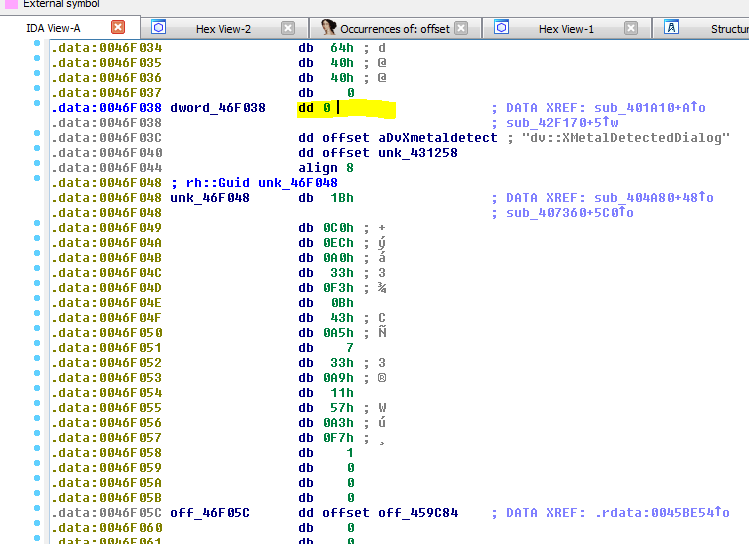 External symbol
IDA View-A Hex View-2 Occurrences of: offset Hex View-1 Structur
.data:0046F034 db 64h ; d
.data:0046F035 db 40h ; @
.data:0046F036 db 40h ; @
.data:0046F037 db 0
.data:0046F038 dword_46F038 dd 0 ; DATA XREF: sub_401A10+A↑o
.data:0046F038 ; sub_42F170+5↑w
.data:0046F03C dd offset aDvXmetaldetect ; "dv::XMetalDetectedDialog"
.data:0046F040 dd offset unk_431258
.data:0046F044 align 8
.data:0046F048 ; rh::Guid unk_46F048
.data:0046F048 unk_46F048 db 1Bh ; DATA XREF: sub_404A80+48↑o
.data:0046F048 ; sub_407360+5C0↑o
.data:0046F049 db 0C0h ; +
.data:0046F04A db 0ECh ; ý
.data:0046F04B db 0A0h ; á
.data:0046F04C db 33h ; 3
.data:0046F04D db 0F3h ; ¾
.data:0046F04E db 0Bh
.data:0046F04F db 43h ; C
.data:0046F050 db 0A5h ; Ñ
.data:0046F051 db 7
.data:0046F052 db 33h ; 3
.data:0046F053 db 0A9h ; ®
.data:0046F054 db 11h
.data:0046F055 db 57h ; W
.data:0046F056 db 0A3h ; ú
.data:0046F057 db 0F7h ; ¸
.data:0046F058 db 1
.data:0046F059 db 0
.data:0046F05A db 0
.data:0046F05B db 0
.data:0046F05C off_46F05C dd offset off_459C84 ; DATA XREF: .rdata:0045BE54↑o
.data:0046F060 db 0
.data:0046F061 db 0